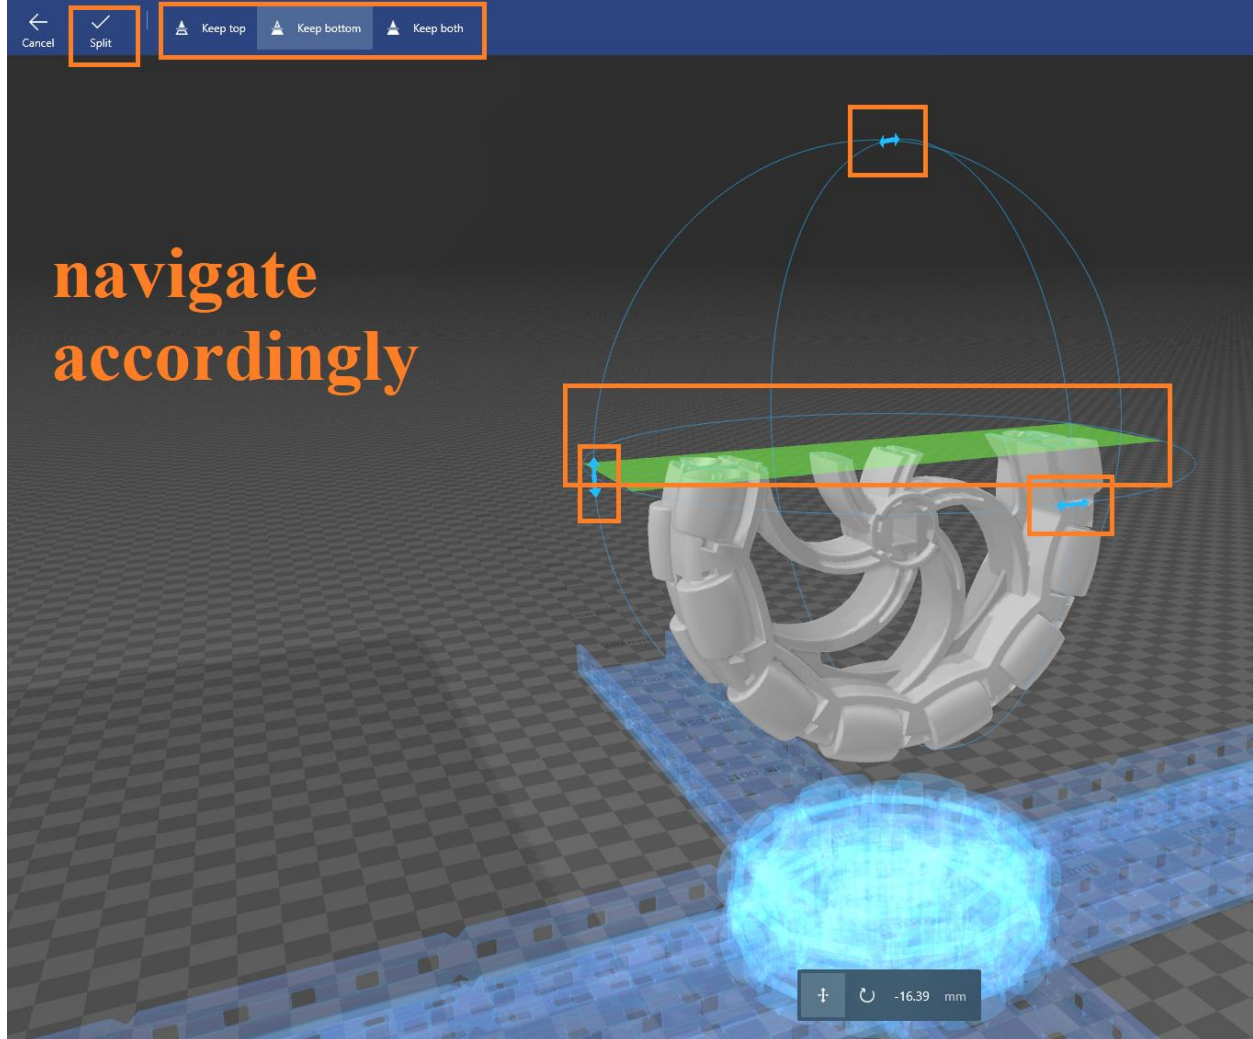 Cancel
Split
Keep top
Keep bottom
Keep both
navigate
accordingly
-16.39 mm